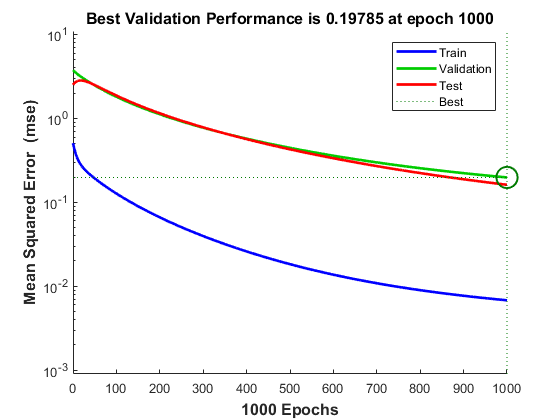 Best Validation Performance is 0.19785 at epoch 1000
Mean Squared Error (mse)
10^1
10^0
10^-1
10^-2
10^-3
Train
Validation
Test
Best
0 100 200 300 400 500 600 700 800 900 1000
1000 Epochs